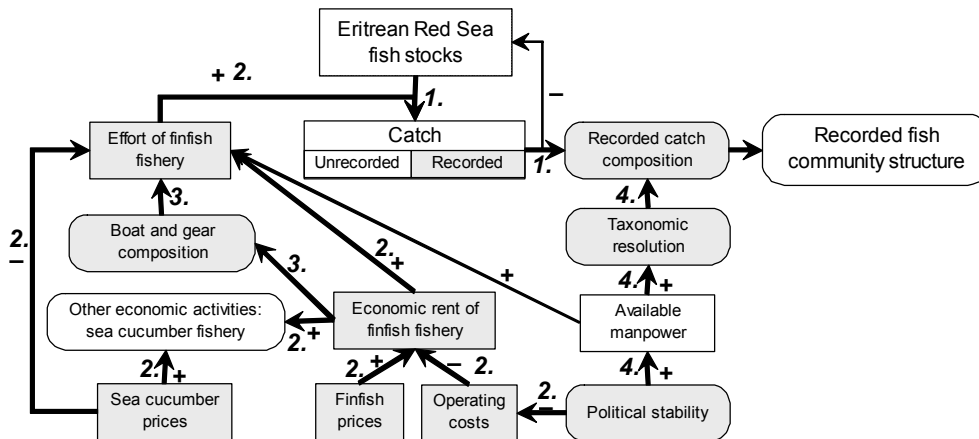 Eritrean Red Sea
fish stocks
+ 2.
1.
–
Effort of finfish
fishery
Catch
Unrecorded
Recorded
1.
Recorded catch
composition
Recorded fish
community structure
3.
4.
2.
–
Boat and gear
composition
3.
2.
+
+
Taxonomic
resolution
4.
+
Other economic activities:
sea cucumber fishery
2.
+
Economic rent of
finfish fishery
Available
manpower
2.
+
2.
+
–
2.
4.
+
Sea cucumber
prices
Finfish
prices
Operating
costs
2.
–
Political stability